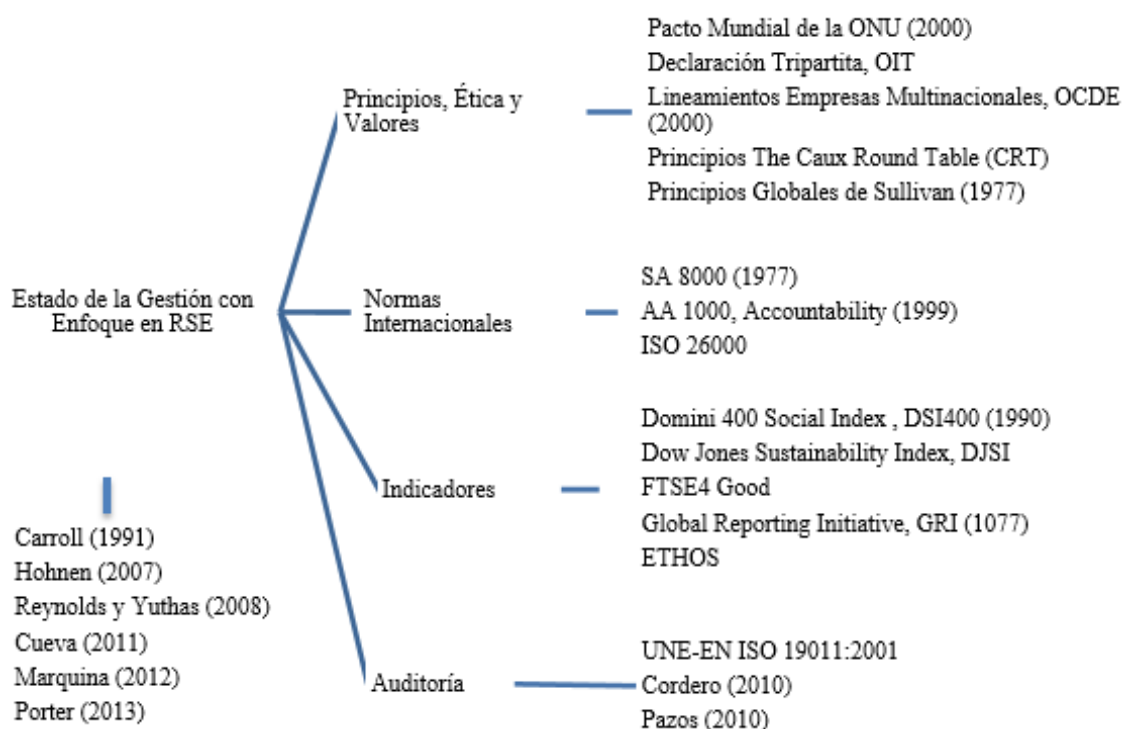 Pacto Mundial de la ONU (2000)
Declaración Tripartita, OIT
Lineamientos Empresas Multinacionales, OCDE
(2000)
Principios The Caux Round Table (CRT)
Principios Globales de Sullivan (1977)
Principios, Ética y
Valores
Estado de la Gestión con
Enfoque en RSE
Normas
Internacionales
SA 8000 (1977)
AA 1000, Accountability (1999)
ISO 26000
Indicadores
Domini 400 Social Index , DSI400 (1990)
Dow Jones Sustainability Index, DJSI
FTSE4 Good
Global Reporting Initiative, GRI (1077)
ETHOS
Carroll (1991)
Hohnen (2007)
Reynolds y Yuthas (2008)
Cueva (2011)
Marquina (2012)
Porter (2013)
Auditoría
UNE-EN ISO 19011:2001
Cordero (2010)
Pazos (2010)